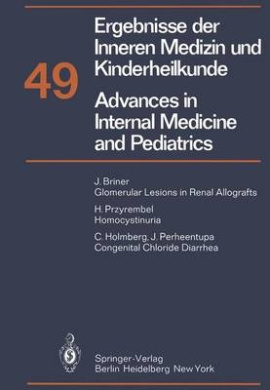 49
Ergebnisse der
Inneren Medizin und
Kinderheilkunde
Advances in
Internal Medicine
and Pediatrics
J. Briner
Glomerular Lesions in Renal Allografts
H. Przyrembel
Homocystinuria
C. Holmberg, J. Perheentupa
Congenital Chloride Diarrhea
Springer-Verlag
Berlin Heidelberg New York